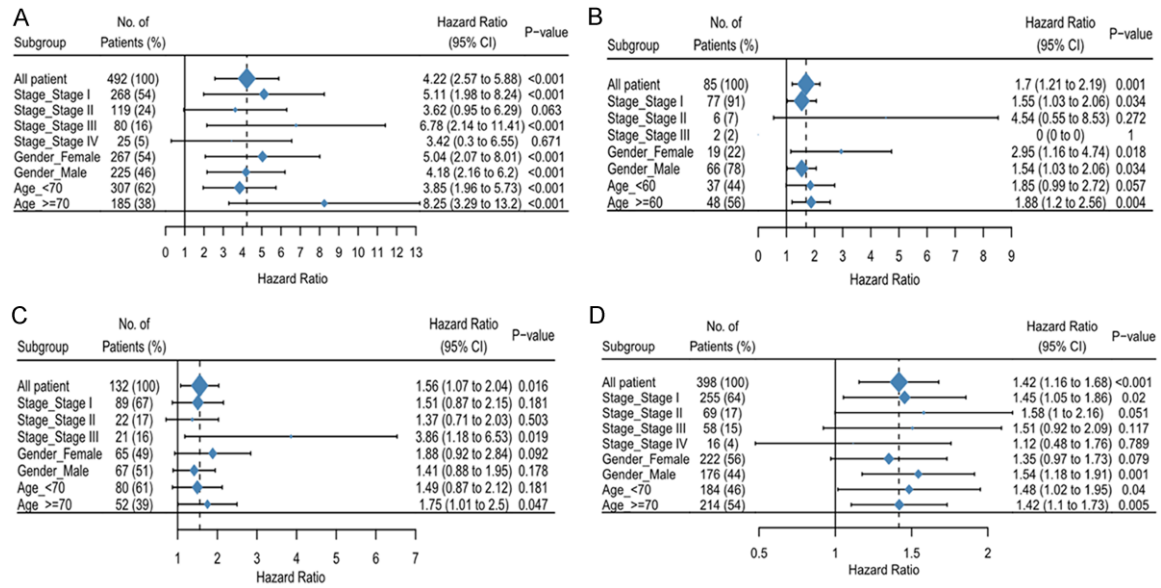 A
No. of Hazard Ratio P-value
Subgroup Patients (%) (95% CI)
All patient 492 (100) 4.22 (2.57 to 5.88) <0.001
Stage_Stage I 268 (54) 5.11 (1.98 to 8.24) <0.001
Stage_Stage II 119 (24) 3.62 (0.95 to 6.29) 0.063
Stage_Stage III 80 (16) 6.78 (2.14 to 11.41) <0.001
Stage_Stage IV 25 (5) 3.42 (0.3 to 6.55) 0.671
Gender_Female 267 (54) 5.04 (2.07 to 8.01) <0.001
Gender_Male 225 (46) 4.18 (2.16 to 6.2) <0.001
Age_<70 307 (62) 3.85 (1.96 to 5.73) <0.001
Age_>=70 185 (38) 8.25 (3.29 to 13.2) <0.001
0 1 2 3 4 5 6 7 8 9 10 11 12 13
Hazard Ratio
B
No. of Hazard Ratio P-value
Subgroup Patients (%) (95% CI)
All patient 85 (100) 1.7 (1.21 to 2.19) 0.001
Stage_Stage I 77 (91) 1.55 (1.03 to 2.06) 0.034
Stage_Stage II 6 (7) 4.54 (0.55 to 8.53) 0.272
Stage_Stage III 2 (2) 0 (0 to 0) 1
Gender_Female 19 (22) 2.95 (1.16 to 4.74) 0.018
Gender_Male 66 (78) 1.54 (1.03 to 2.06) 0.034
Age_<60 37 (44) 1.85 (0.99 to 2.72) 0.057
Age_>=60 48 (56) 1.88 (1.2 to 2.56) 0.004
0 1 2 3 4 5 6 7 8 9
Hazard Ratio
C
No. of Hazard Ratio P-value
Subgroup Patients (%) (95% CI)
All patient 132 (100) 1.56 (1.07 to 2.04) 0.016
Stage_Stage I 89 (67) 1.51 (0.87 to 2.15) 0.181
Stage_Stage II 22 (17) 1.37 (0.71 to 2.03) 0.503
Stage_Stage III 21 (16) 3.86 (1.18 to 6.53) 0.019
Gender_Female 65 (49) 1.88 (0.92 to 2.84) 0.092
Gender_Male 67 (51) 1.41 (0.88 to 1.95) 0.178
Age_<70 80 (61) 1.49 (0.87 to 2.12) 0.181
Age_>=70 52 (39) 1.75 (1.01 to 2.5) 0.047
1 2 3 4 5 6 7
Hazard Ratio
D
No. of Hazard Ratio P-value
Subgroup Patients (%) (95% CI)
All patient 398 (100) 1.42 (1.16 to 1.68) <0.001
Stage_Stage I 255 (64) 1.45 (1.05 to 1.86) 0.02
Stage_Stage II 69 (17) 1.58 (1 to 2.16) 0.051
Stage_Stage III 58 (15) 1.51 (0.92 to 2.09) 0.117
Stage_Stage IV 16 (4) 1.12 (0.48 to 1.76) 0.789
Gender_Female 222 (56) 1.35 (0.97 to 1.73) 0.079
Gender_Male 176 (44) 1.54 (1.18 to 1.91) 0.001
Age_<70 184 (46) 1.48 (1.02 to 1.95) 0.04
Age_>=70 214 (54) 1.42 (1.1 to 1.73) 0.005
0.5 1 1.5 2
Hazard Ratio